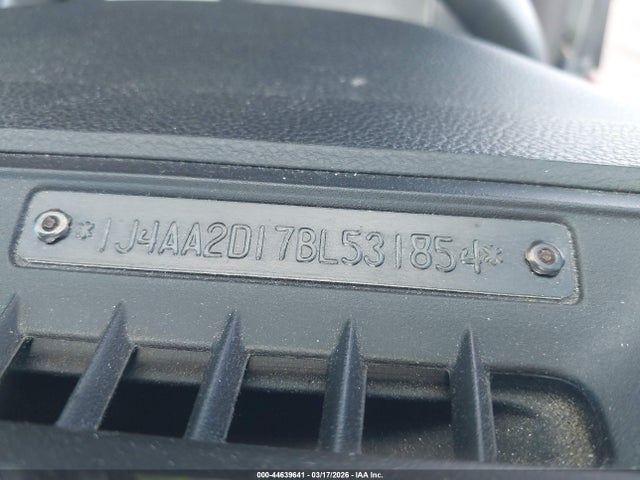 *1J4AA2D17BL531854*
000-44639641 | 03/17/2026 | IAA Inc.